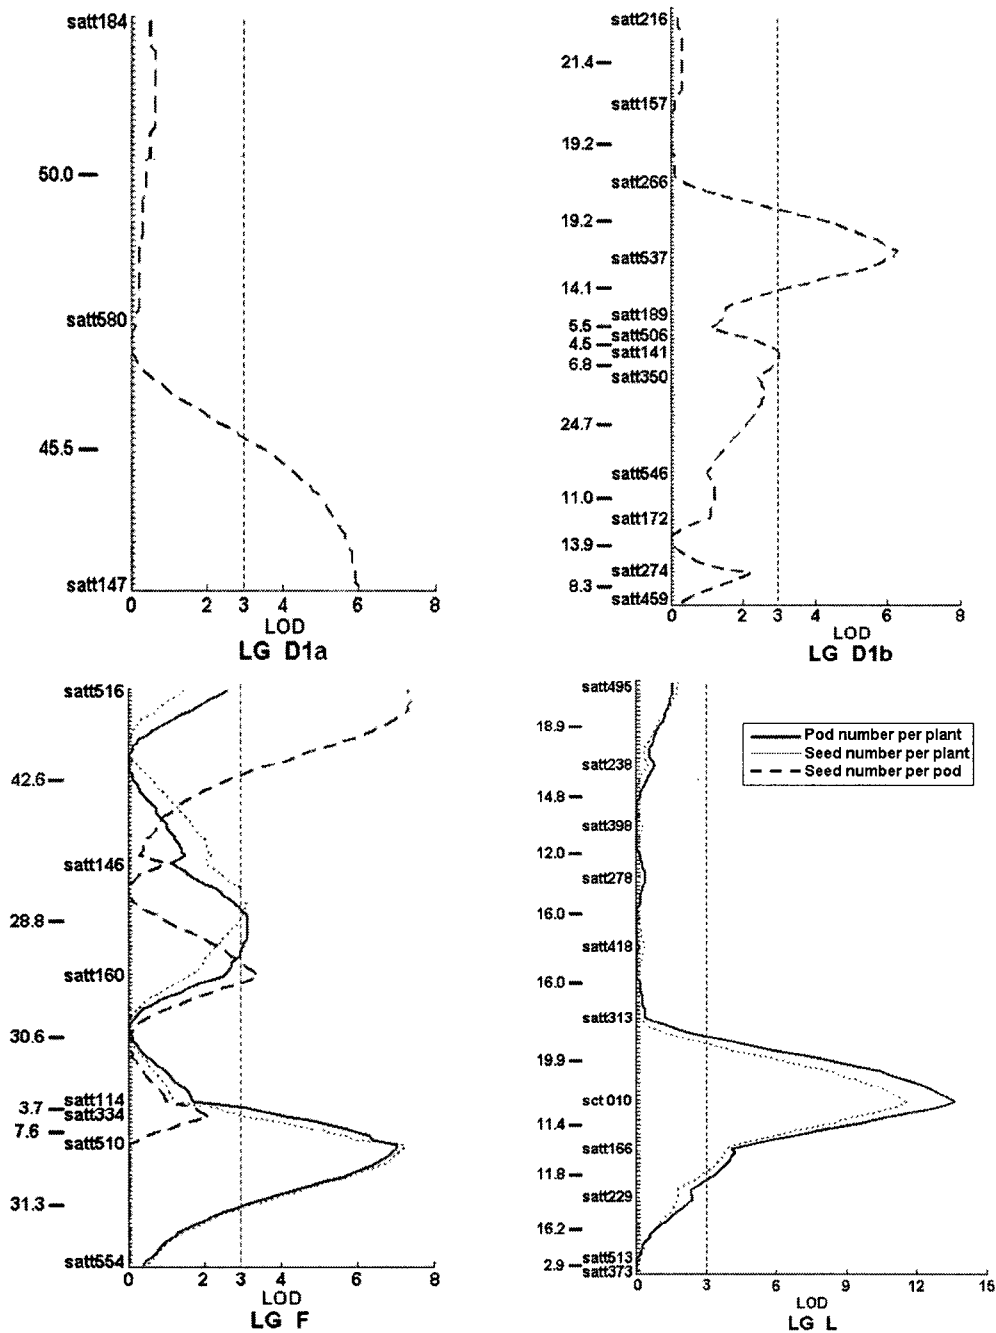 satt184
50.0
satt580
45.5
satt147
0 2 3 4 6 8
LOD
LG D1a
satt216
21.4
satt157
19.2
satt266
19.2
satt537
14.1
satt189
5.5
satt506
4.5
satt141
6.8
satt350
24.7
satt546
11.0
satt172
13.9
satt274
8.3
satt459
0 2 3 4 6 8
LOD
LG D1b
satt516
42.6
satt146
28.8
satt160
30.6
satt114
3.7
satt334
7.6
satt510
31.3
satt554
0 2 3 4 6 8
LOD
LG F
satt495
18.9
satt238
14.8
satt398
12.0
satt278
16.0
satt418
16.0
satt313
19.9
sct 010
11.4
satt166
11.8
satt229
16.2
satt513
2.9
satt373
0 3 6 9 12 15
LOD
LG L
Pod number per plant
Seed number per plant
Seed number per pod